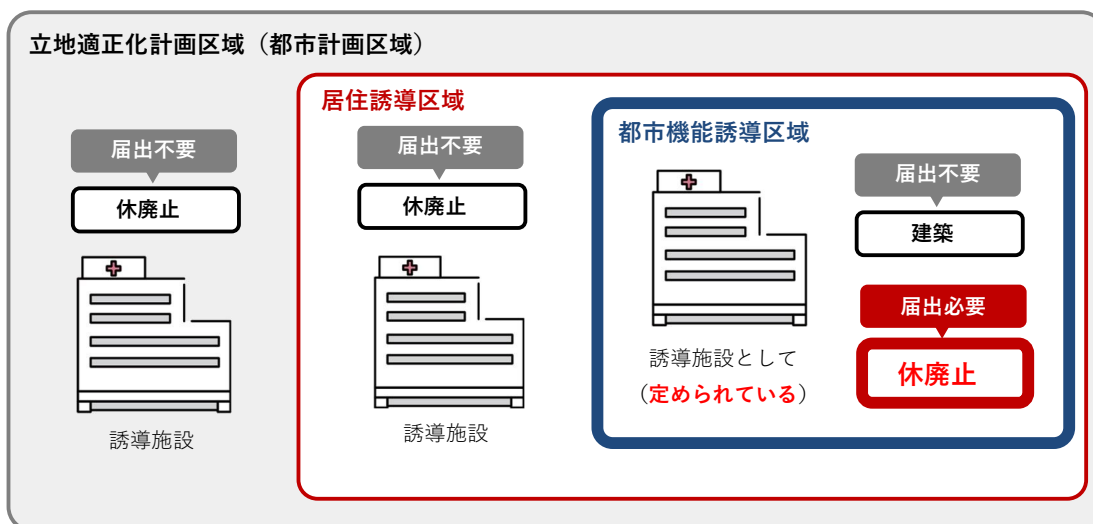 立地適正化計画区域（都市計画区域）
届出不要
休廃止
誘導施設
居住誘導区域
届出不要
休廃止
誘導施設
都市機能誘導区域
誘導施設として
（定められている）
届出不要
建築
届出必要
休廃止